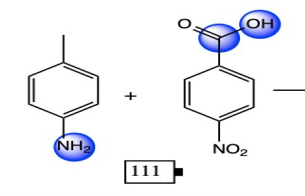 O
OH
+
NH₂
NO₂
111